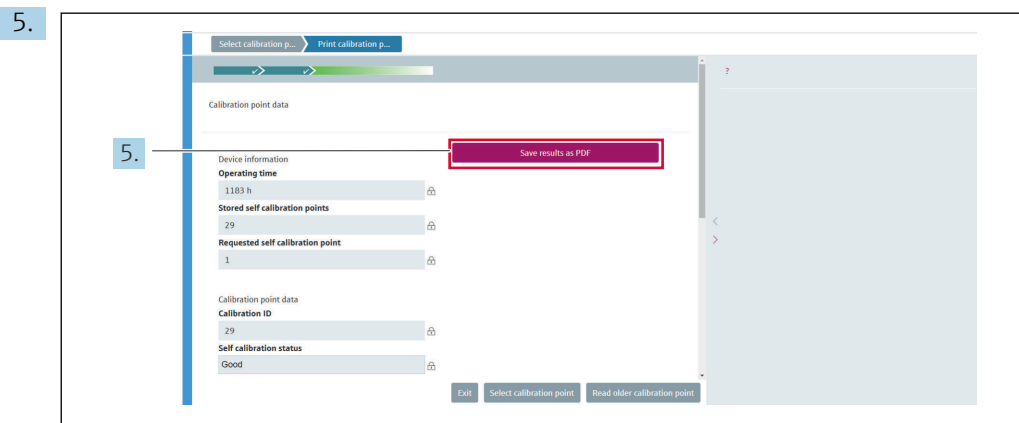 5.
Select calibration p... Print calibration p...
?
Calibration point data
5.
Save results as PDF
Device information
Operating time
1183 h
Stored self calibration points
29
Requested self calibration point
1
Calibration point data
Calibration ID
29
Self calibration status
Good
Exit Select calibration point Read older calibration point